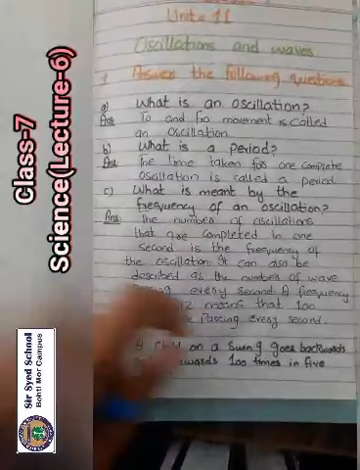 Class-7
Science(Lecture-6)
Sir Syed School
Bohti Mor Campus
Unit- 11
Oscillations and waves
1 Answer the following questions
a) What is an oscillation?
Ans To and fro movement is called
an oscillation
b) What is a period?
Ans The time taken for one complete
oscillation is called a period.
c) What is meant by the
frequency of an oscillation?
Ans The number of oscillations
that are completed in one
second is the frequency of
the oscillation It can also be
described as the number of wave
every second A frequency
means that 100
passing every second.
A child on a swing goes backwards
100 times in five